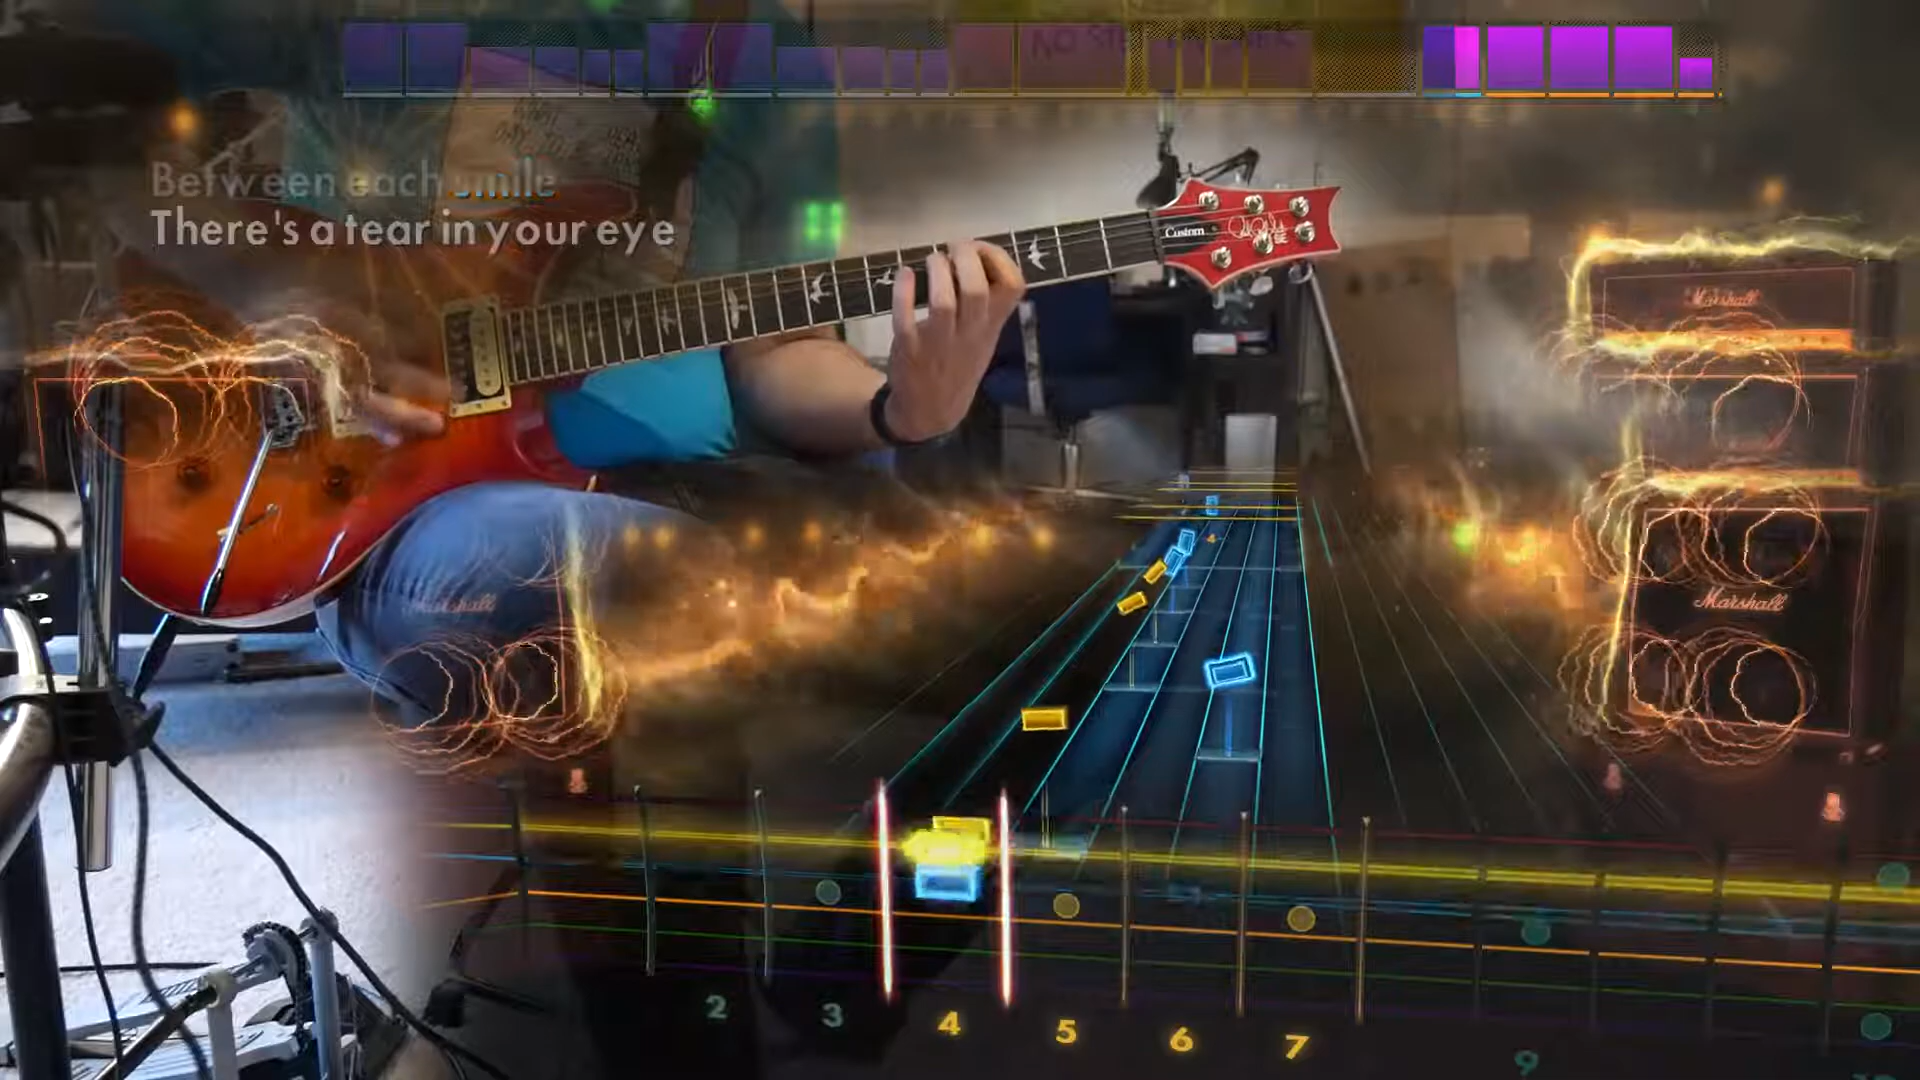 Between each smile
There's a tear in your eye
Custom
Marshall
Marshall
Marshall
2
3
4
5
6
7
9
10